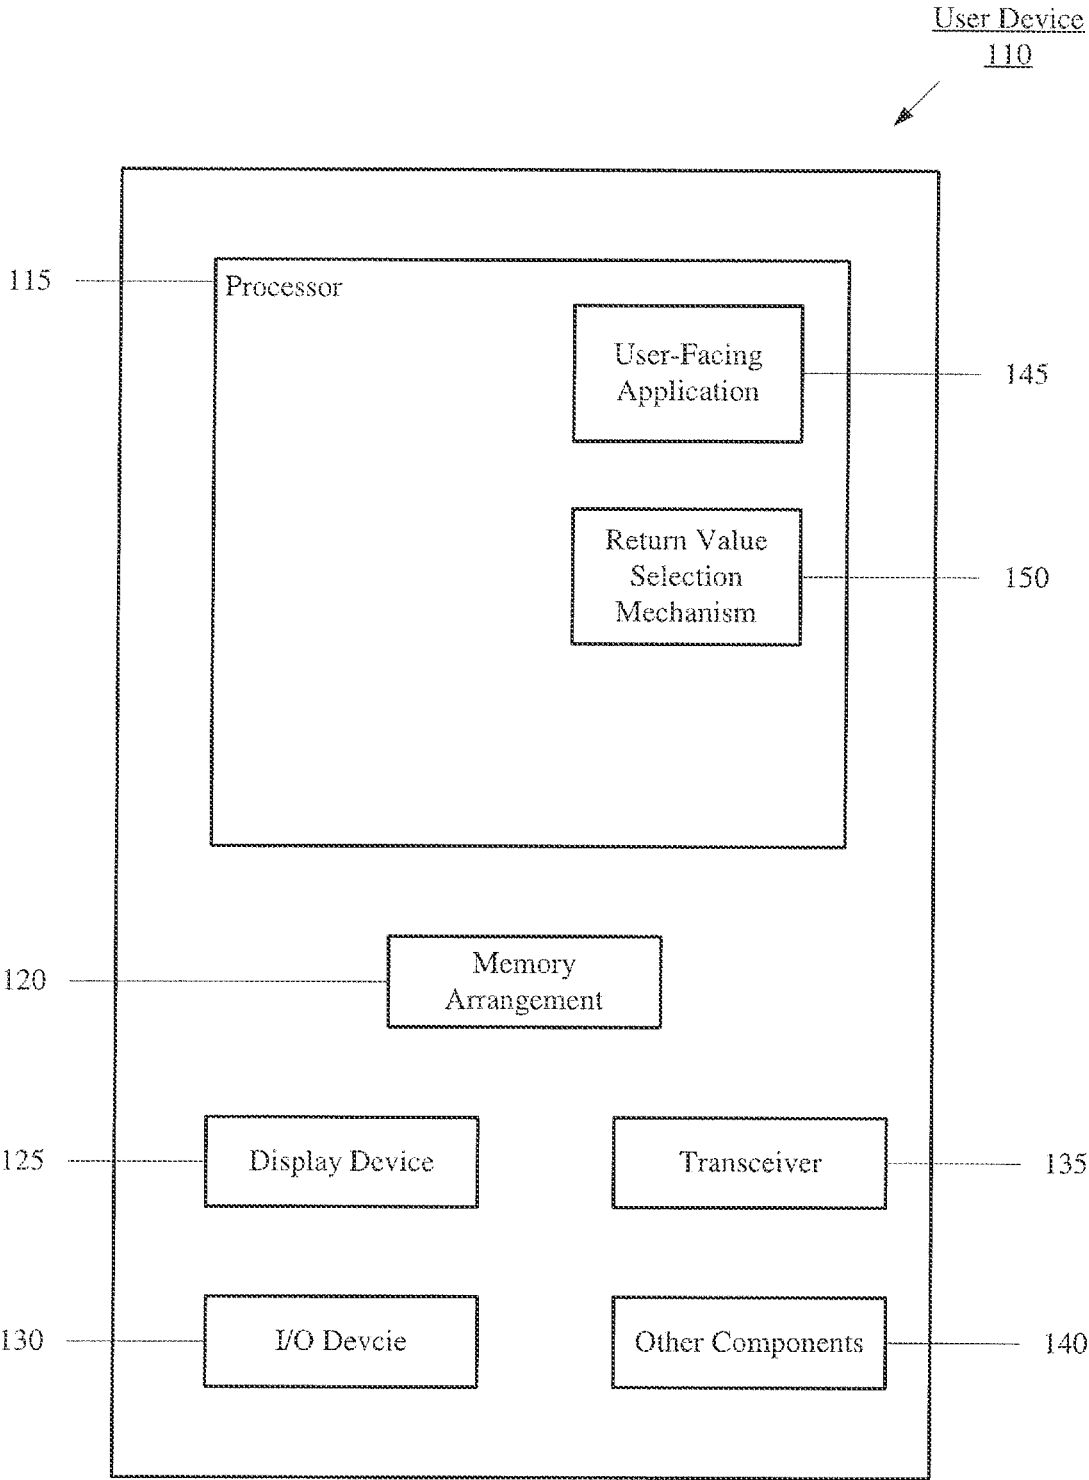 User Device
110
115
Processor
User-Facing
Application
145
Return Value
Selection
Mechanism
150
120
Memory
Arrangement
125
Display Device
Transceiver
135
130
I/O Devcie
Other Components
140